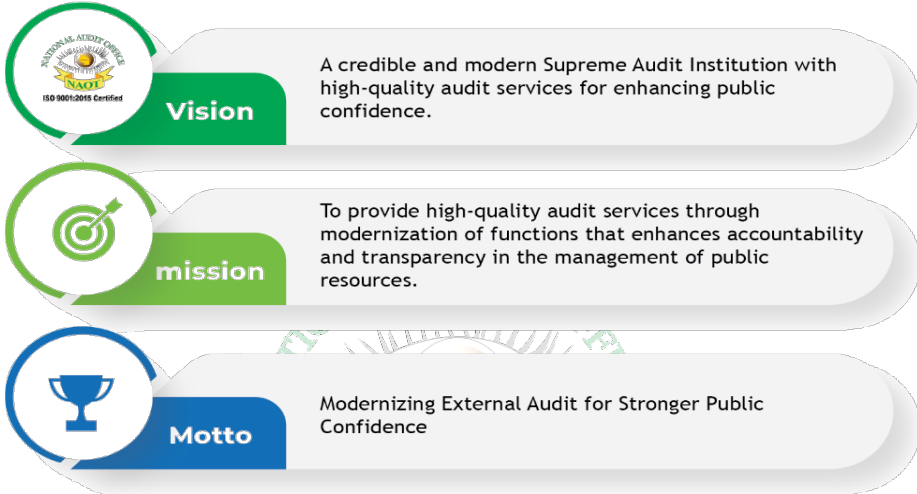 NATIONAL AUDIT OFFICE
NAOT
ISO 9001:2015 Certified
Vision
A credible and modern Supreme Audit Institution with
high-quality audit services for enhancing public
confidence.
mission
To provide high-quality audit services through
modernization of functions that enhances accountability
and transparency in the management of public
resources.
Motto
Modernizing External Audit for Stronger Public
Confidence